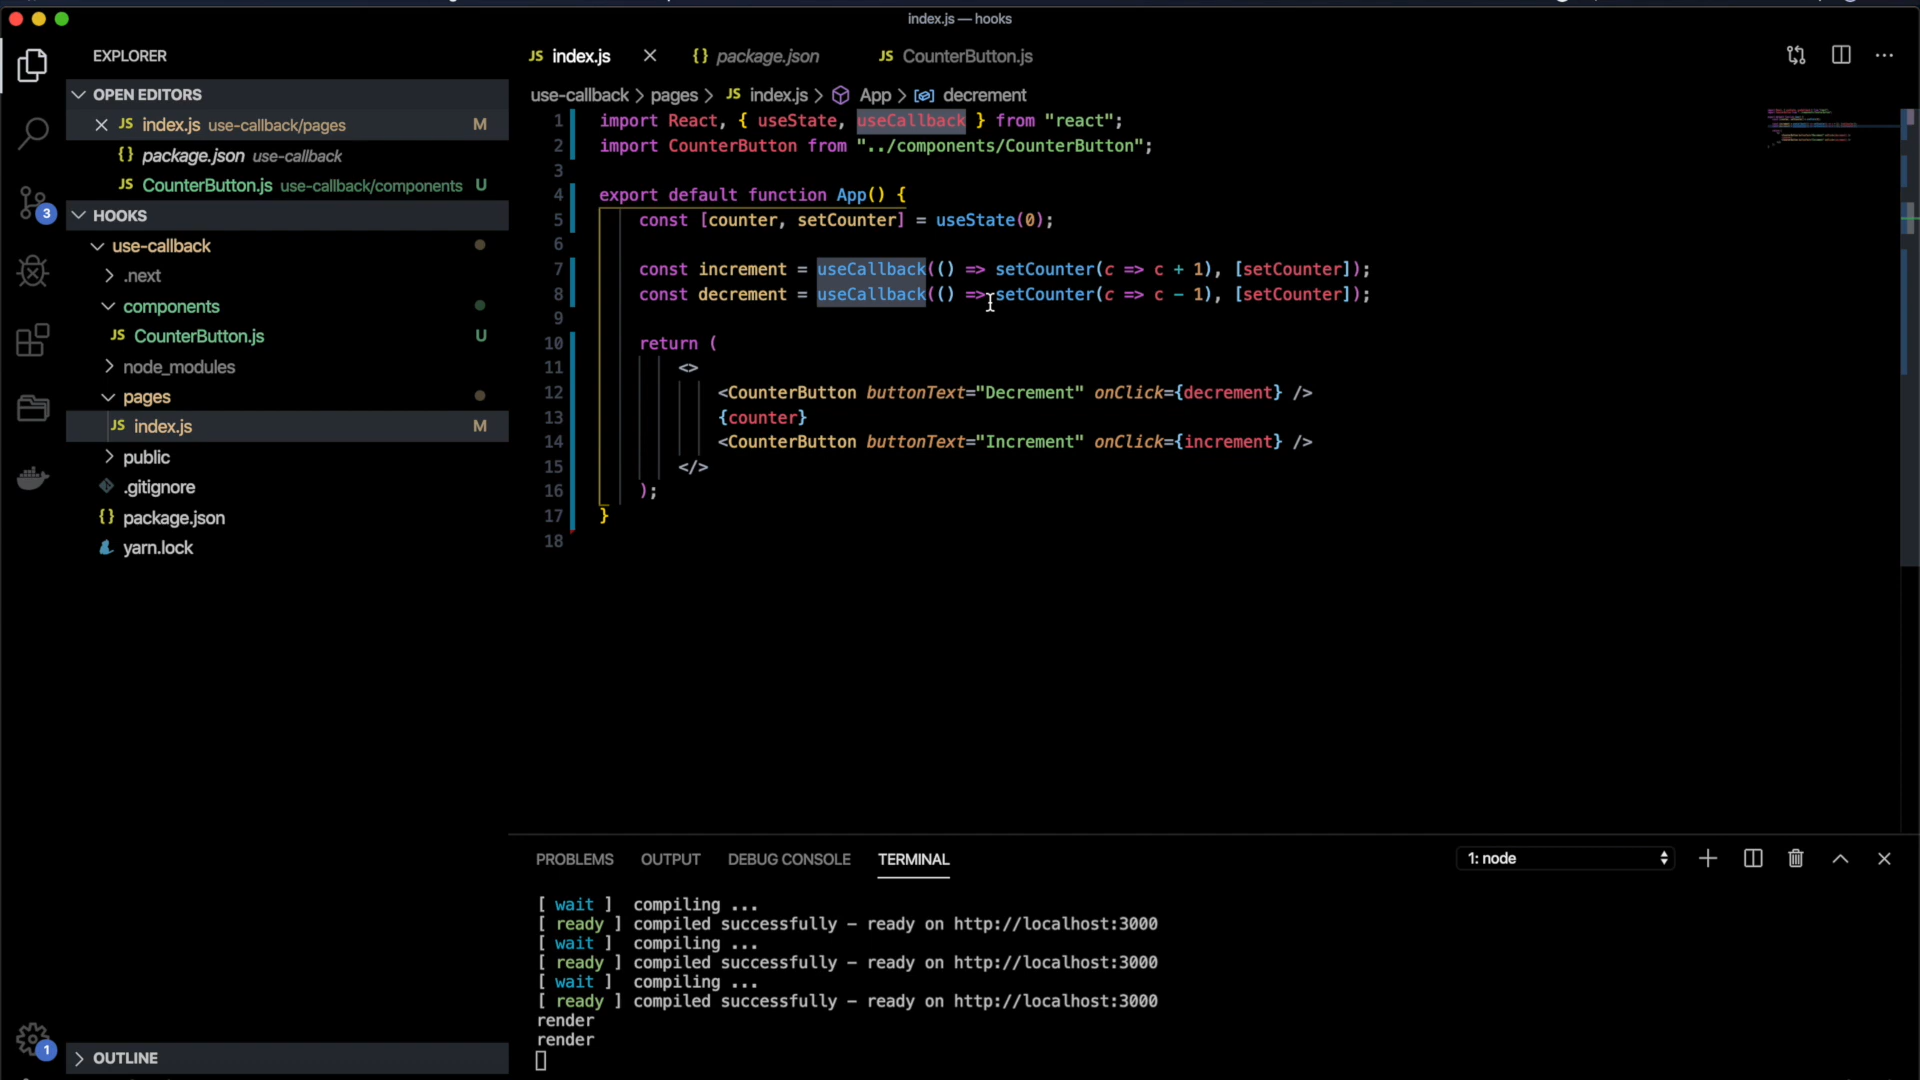 index.js — hooks
EXPLORER
OPEN EDITORS
index.js use-callback/pages M
package.json use-callback
CounterButton.js use-callback/components U
HOOKS
use-callback
.next
components
CounterButton.js U
node_modules
pages
index.js M
public
.gitignore
package.json
yarn.lock
OUTLINE
3
1
index.js package.json CounterButton.js
use-callback > pages > JS index.js > App > decrement
1 import React, { useState, useCallback } from "react";
2 import CounterButton from "../components/CounterButton";
3
4 export default function App() {
5 const [counter, setCounter] = useState(0);
6
7 const increment = useCallback(() => setCounter(c => c + 1), [setCounter]);
8 const decrement = useCallback(() => setCounter(c => c - 1), [setCounter]);
9
10 return (
11 <>
12 <CounterButton buttonText="Decrement" onClick={decrement} />
13 {counter}
14 <CounterButton buttonText="Increment" onClick={increment} />
15 </>
16 );
17 }
18
PROBLEMS OUTPUT DEBUG CONSOLE TERMINAL 1: node
[ wait ] compiling ...
[ ready ] compiled successfully - ready on http://localhost:3000
[ wait ] compiling ...
[ ready ] compiled successfully - ready on http://localhost:3000
[ wait ] compiling ...
[ ready ] compiled successfully - ready on http://localhost:3000
render
render